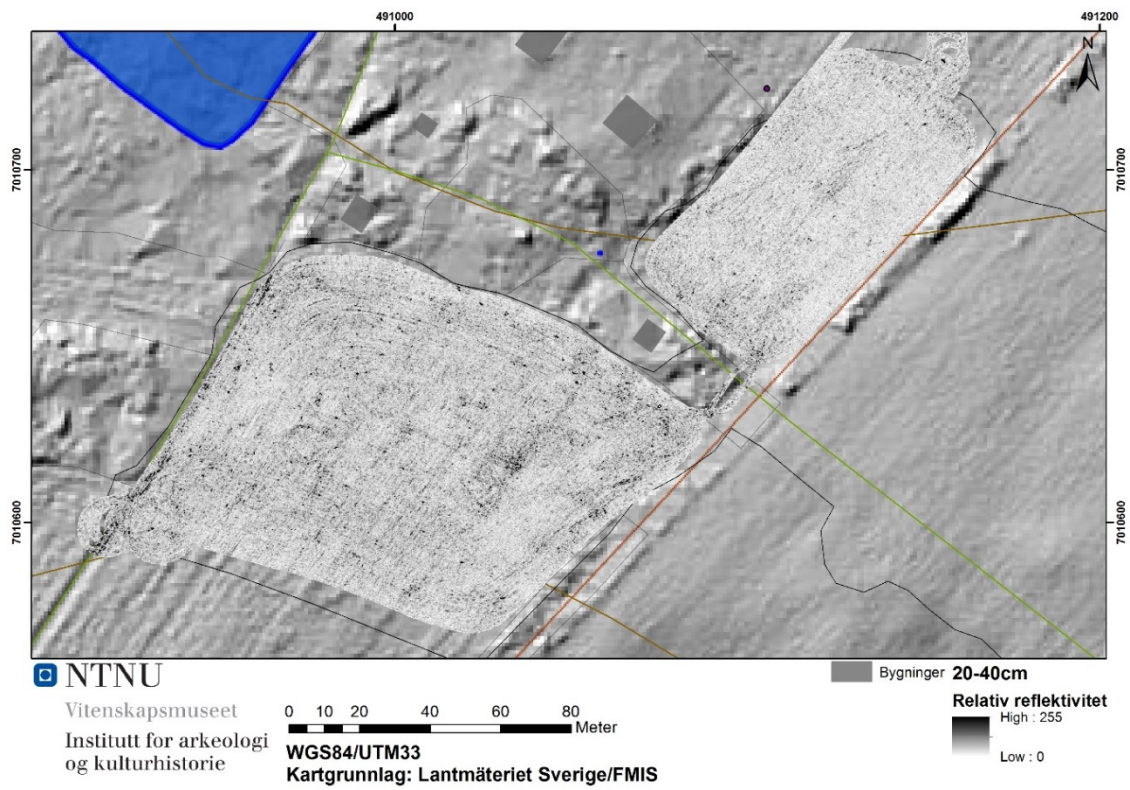 491000
491200
N
7010700
7010700
7010600
7010600
NTNU
Vitenskapsmuseet
Institutt for arkeologi
og kulturhistorie
0 10 20 40 60 80
Meter
WGS84/UTM33
Kartgrunnlag: Lantmäteriet Sverige/FMIS
Bygninger
20-40cm
Relativ reflektivitet
High : 255
Low : 0